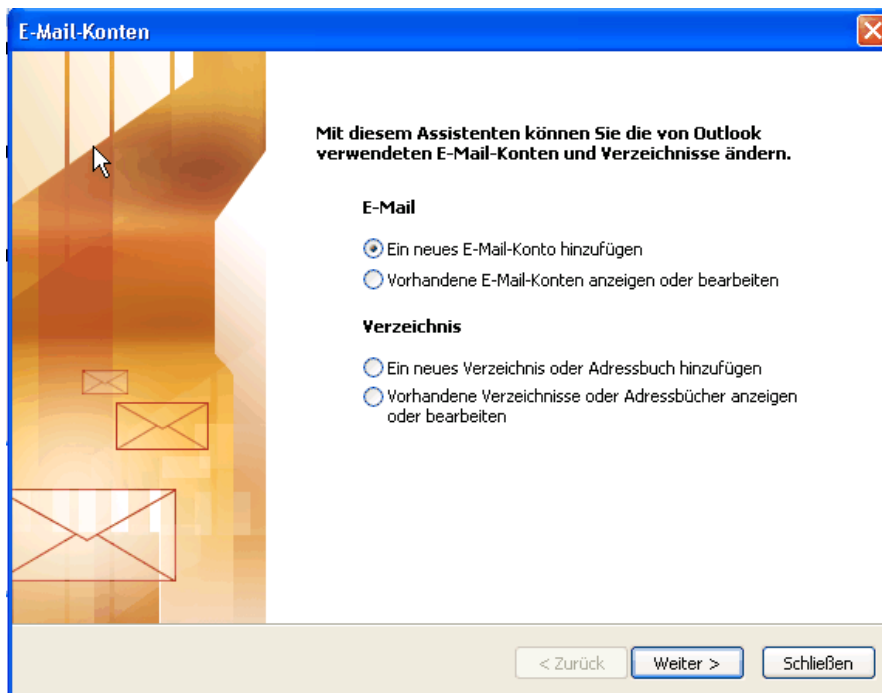 E-Mail-Konten
Mit diesem Assistenten können Sie die von Outlook
verwendeten E-Mail-Konten und Verzeichnisse ändern.
E-Mail
Ein neues E-Mail-Konto hinzufügen
Vorhandene E-Mail-Konten anzeigen oder bearbeiten
Verzeichnis
Ein neues Verzeichnis oder Adressbuch hinzufügen
Vorhandene Verzeichnisse oder Adressbücher anzeigen
oder bearbeiten
< Zurück Weiter > Schließen